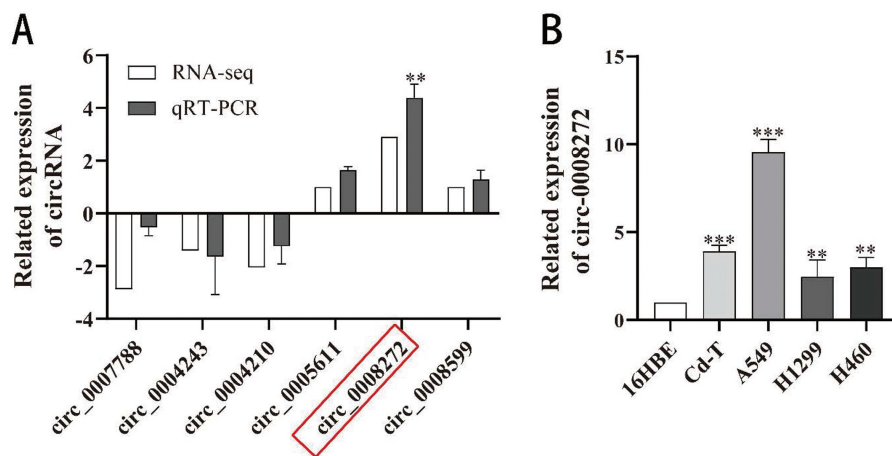 A
Related expression
of circRNA
6
4
2
0
-2
-4
RNA-seq
qRT-PCR
**
circ_0007788
circ_0004243
circ_0004210
circ_0005611
circ_0008272
circ_0008599
B
Related expression
of circ-0008272
15
10
5
0
***
***
**
**
16HBE
Cd-T
A549
H1299
H460